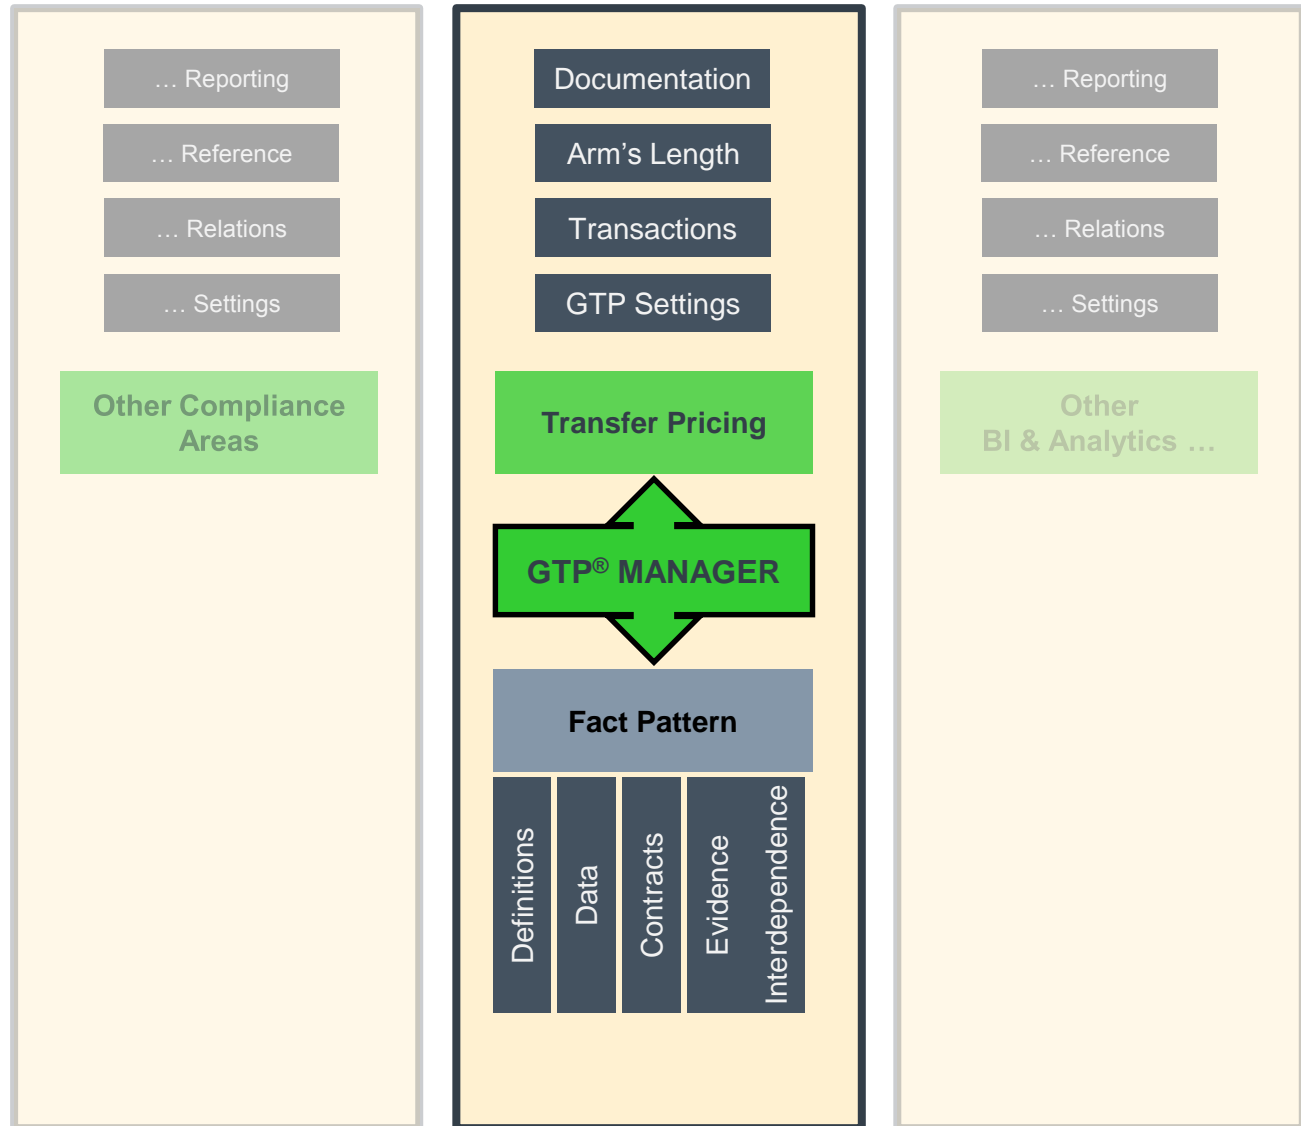 … Reporting
… Reference
… Relations
… Settings
Other Compliance
Areas
Documentation
Arm’s Length
Transactions
GTP Settings
Transfer Pricing
GTP® MANAGER
Fact Pattern
Definitions
Data
Contracts
Evidence
Interdependence
… Reporting
… Reference
… Relations
… Settings
Other
BI & Analytics …